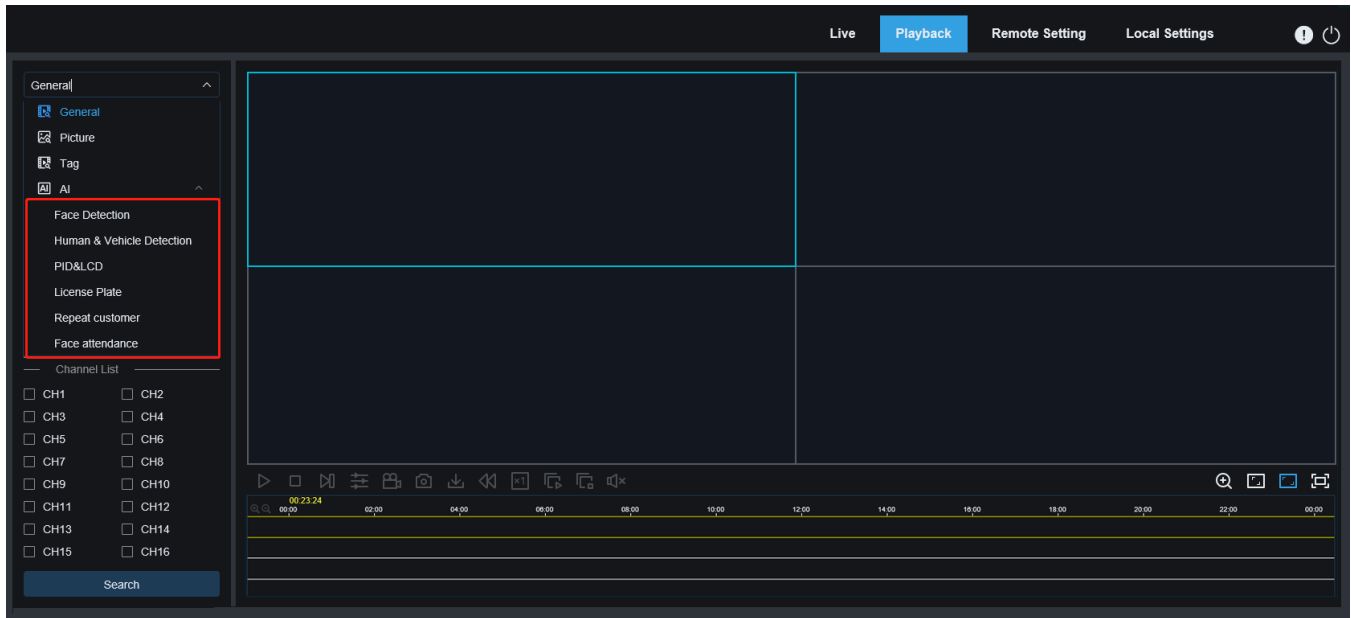 Live Playback Remote Setting Local Settings
General
General
Picture
Tag
AI AI
Face Detection
Human & Vehicle Detection
PID&LCD
License Plate
Repeat customer
Face attendance
Channel List
CH1 CH2
CH3 CH4
CH5 CH6
CH7 CH8
CH9 CH10
CH11 CH12
CH13 CH14
CH15 CH16
Search
×1
00:23:24
00:00 02:00 04:00 06:00 08:00 10:00 12:00 14:00 16:00 18:00 20:00 22:00 00:00